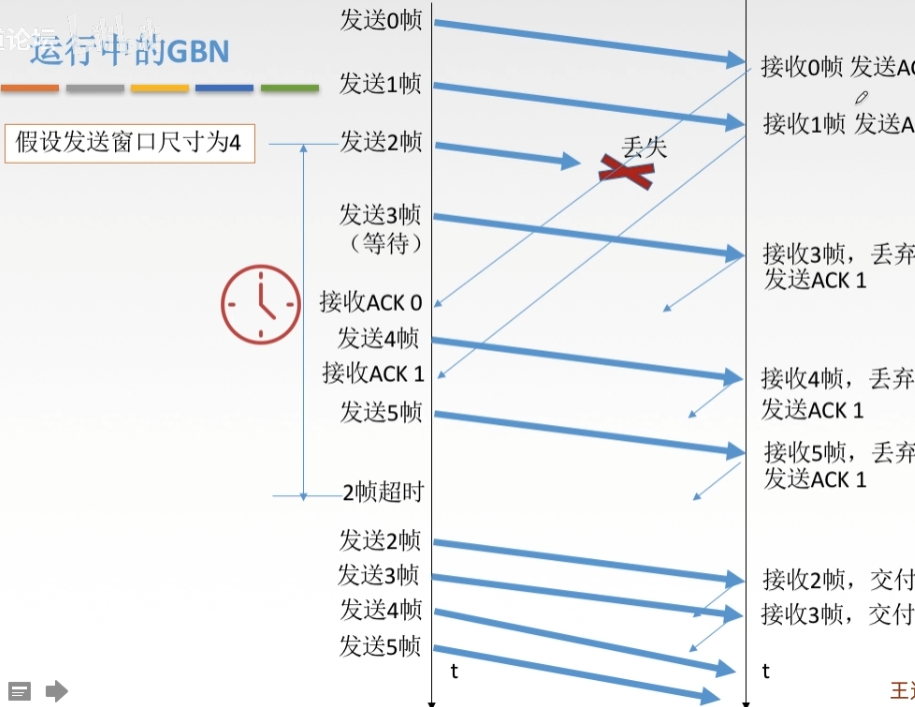 运行中的GBN
假设发送窗口尺寸为4
发送0帧
发送1帧
发送2帧
发送3帧
（等待）
接收ACK 0
发送4帧
接收ACK 1
发送5帧
2帧超时
发送2帧
发送3帧
发送4帧
发送5帧
丢失
接收0帧 发送AC
接收1帧 发送A
接收3帧，丢弃
发送ACK 1
接收4帧，丢弃
发送ACK 1
接收5帧，丢弃
发送ACK 1
接收2帧，交付
接收3帧，交付
t
t